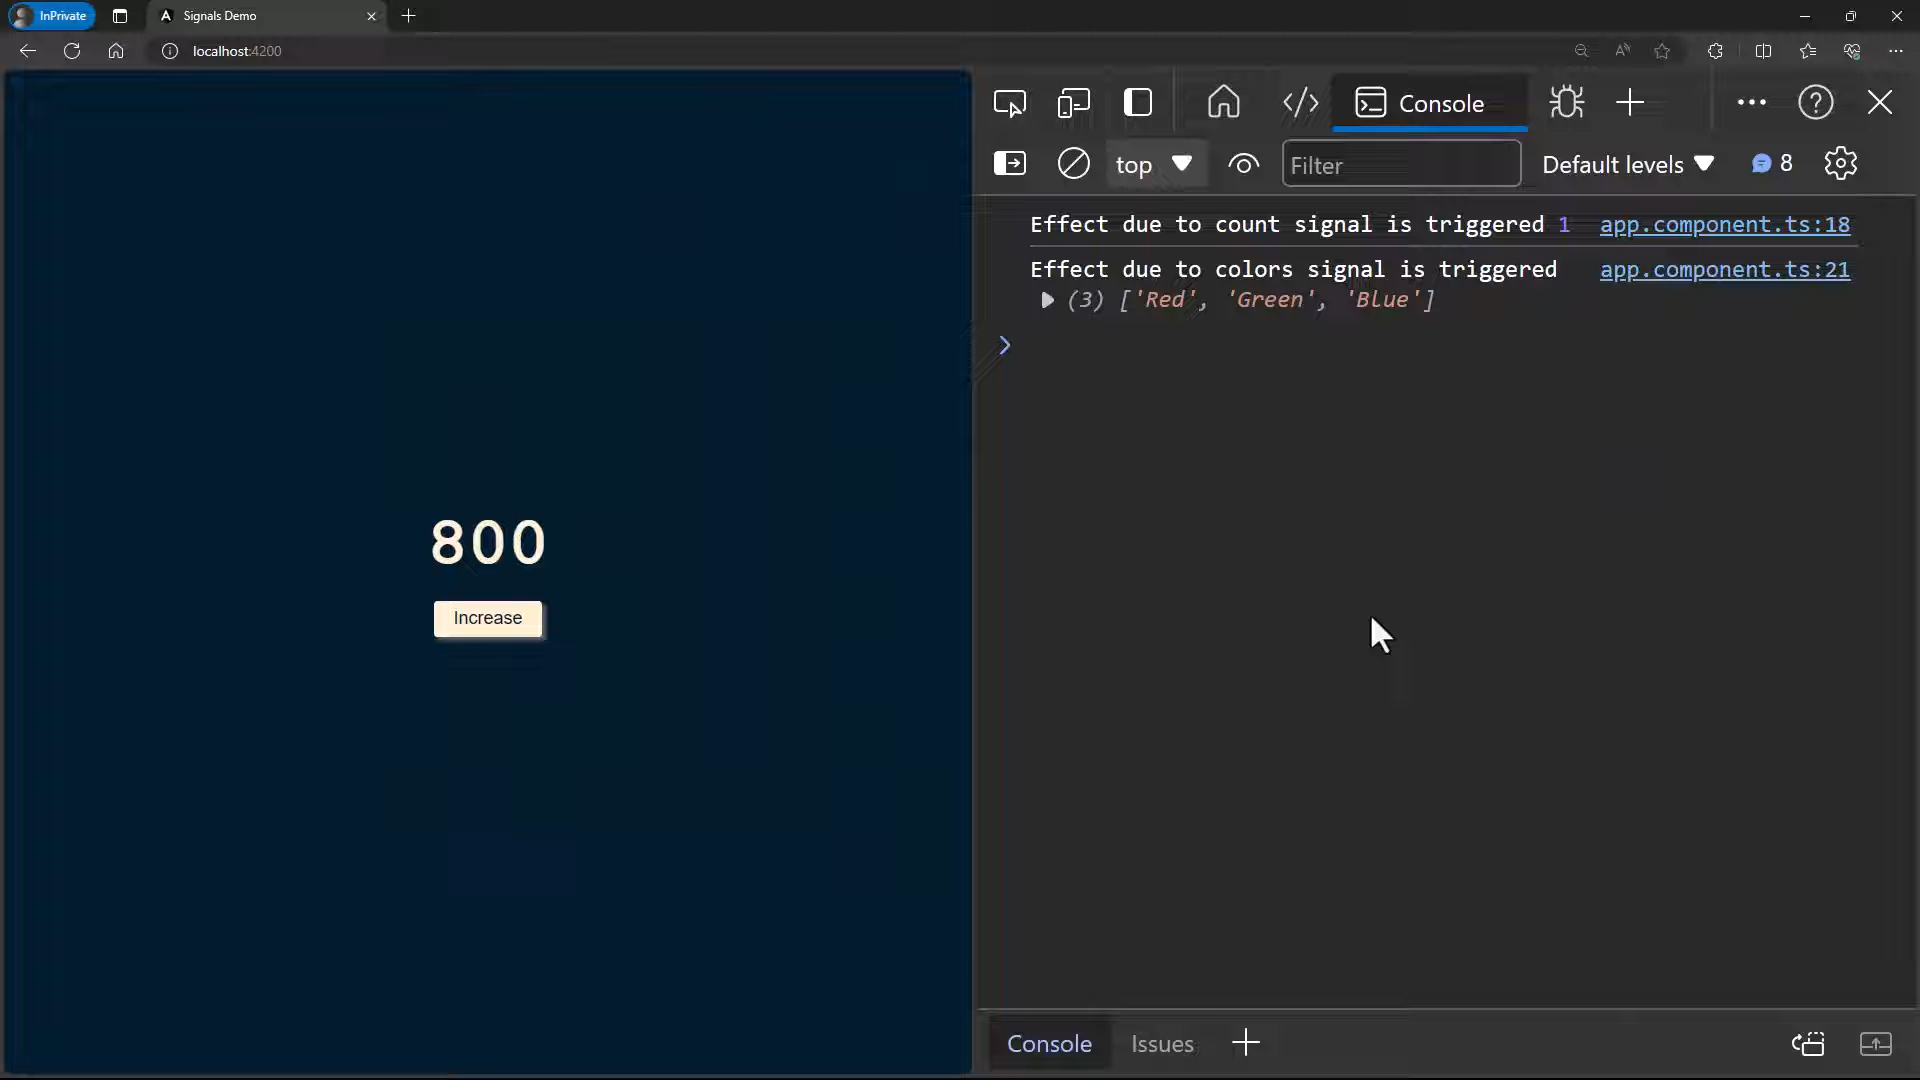 InPrivate
Signals Demo
localhost:4200
Console
top
Filter
Default levels
8
Effect due to count signal is triggered 1 app.component.ts:18
Effect due to colors signal is triggered app.component.ts:21
(3) ['Red', 'Green', 'Blue']
800
Increase
Console
Issues